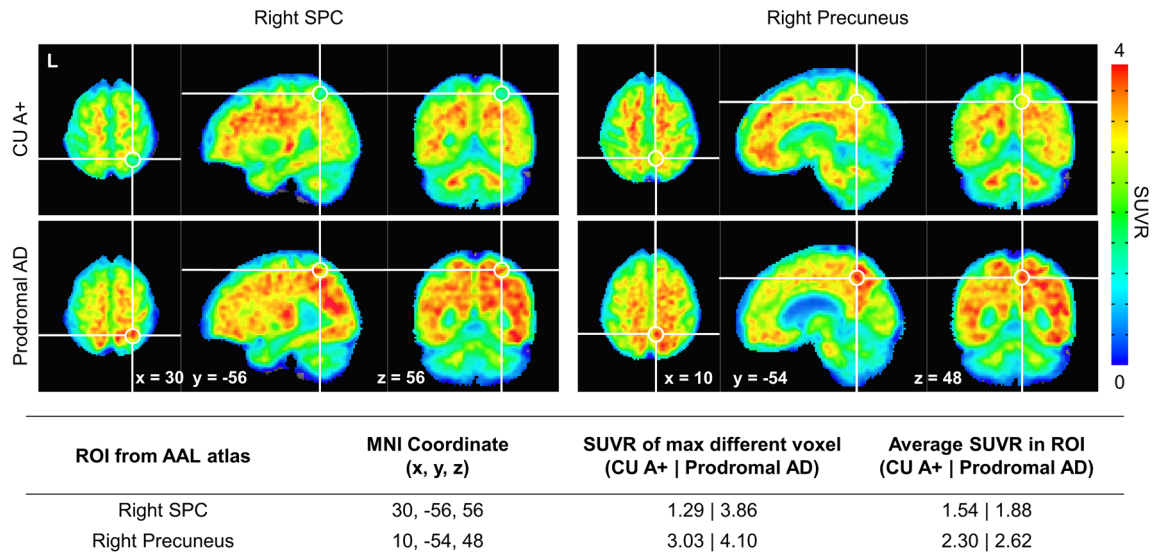 Right SPC
Right Precuneus
L
CU A+
Prodromal AD
x = 30 y = -56
z = 56
x = 10 y = -54
z = 48
4
SUVR
0
ROI from AAL atlas
MNI Coordinate
(x, y, z)
SUVR of max different voxel
(CU A+ | Prodromal AD)
Average SUVR in ROI
(CU A+ | Prodromal AD)
Right SPC 30, -56, 56 1.29 | 3.86 1.54 | 1.88
Right Precuneus 10, -54, 48 3.03 | 4.10 2.30 | 2.62